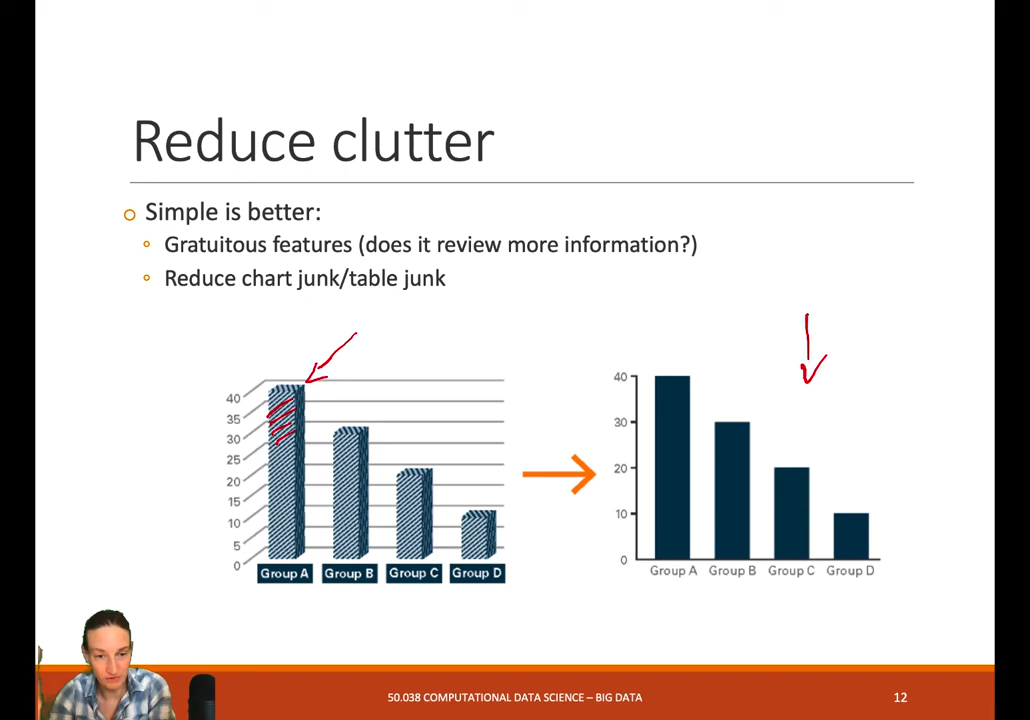 Reduce clutter
Simple is better:
Gratuitous features (does it review more information?)
Reduce chart junk/table junk
40
35
30
25
20
15
10
5
0
Group A Group B Group C Group D
40
30
20
10
0
Group A Group B Group C Group D
50.038 COMPUTATIONAL DATA SCIENCE – BIG DATA 12